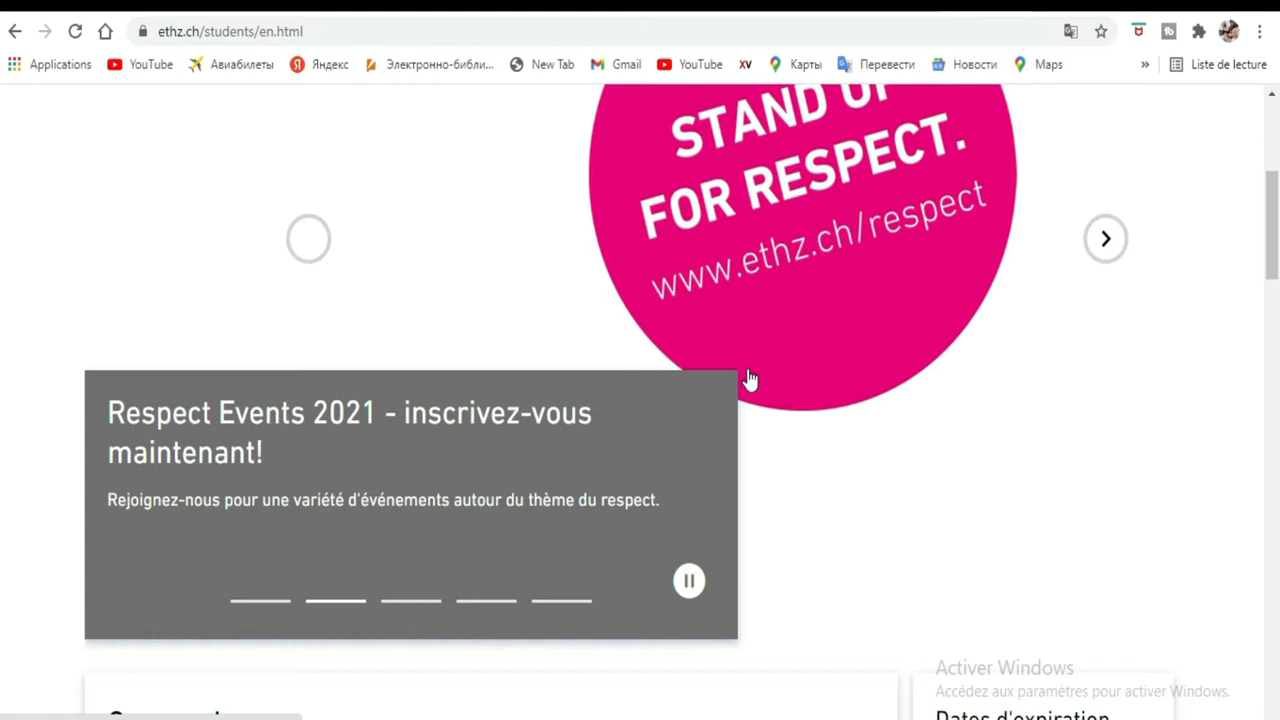 ethz.ch/students/en.html
Applications YouTube Авиабилеты Яндекс Электронно-библи... New Tab Gmail YouTube XV Карты Перевести Новости Maps » Liste de lecture
STAND UP
FOR RESPECT.
www.ethz.ch/respect
Respect Events 2021 - inscrivez-vous
maintenant!
Rejoignez-nous pour une variété d'événements autour du thème du respect.
Activer Windows
Accédez aux paramètres pour activer Windows.
Dates d'expiration